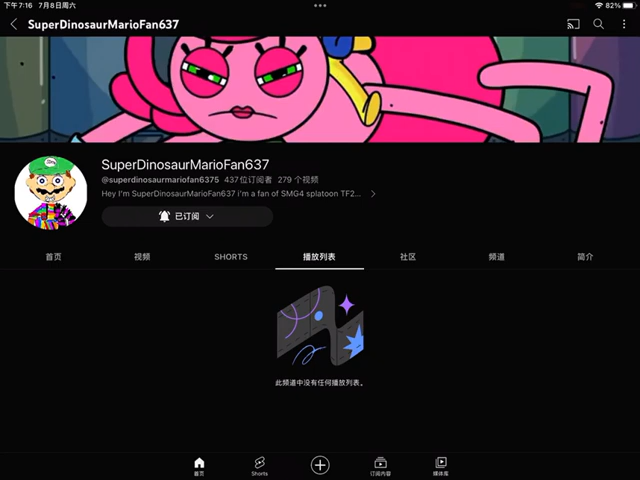 下午7:16 7月8日周六
82%
SuperDinosaurMarioFan637
SuperDinosaurMarioFan637
@superdinosaurmariofan6375 437 位订阅者 279 个视频
Hey I'm SuperDinosaurMarioFan637 i'm a fan of SMG4 splatoon TF2...
已订阅
首页 视频 SHORTS 播放列表 社区 频道 简介
此频道中没有任何播放列表。
首页 Shorts 订阅内容 媒体库